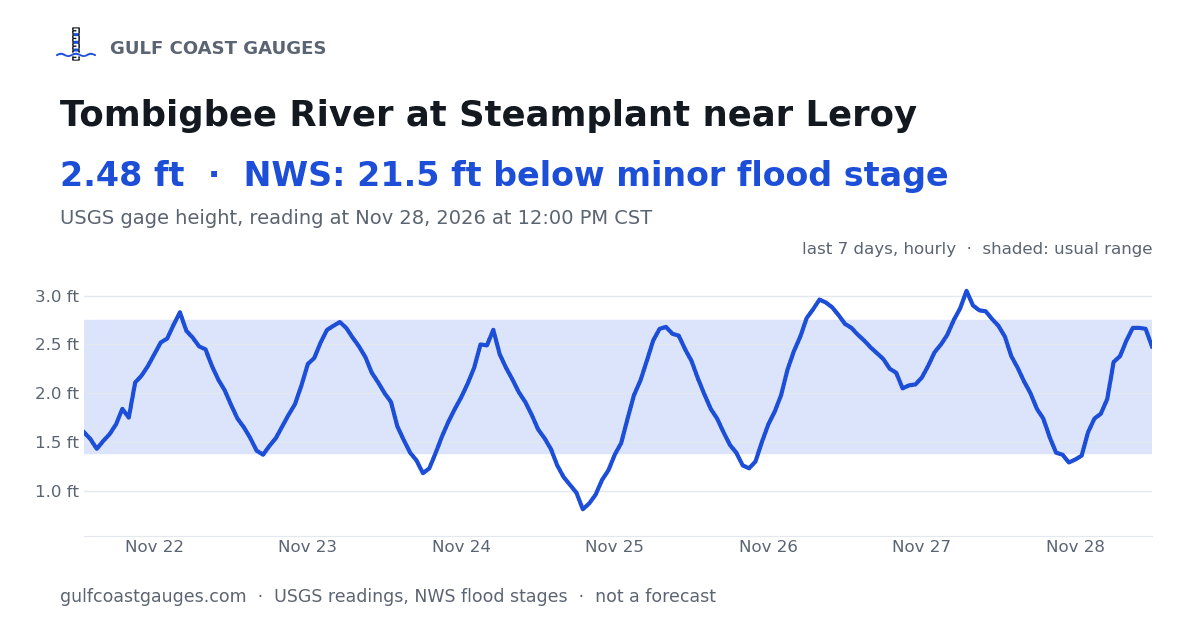 GULF COAST GAUGES
Tombigbee River at Steamplant near Leroy
2.48 ft · NWS: 21.5 ft below minor flood stage
USGS gage height, reading at Nov 28, 2026 at 12:00 PM CST
last 7 days, hourly · shaded: usual range
3.0 ft
2.5 ft
2.0 ft
1.5 ft
1.0 ft
Nov 22 Nov 23 Nov 24 Nov 25 Nov 26 Nov 27 Nov 28
gulfcoastgauges.com · USGS readings, NWS flood stages · not a forecast